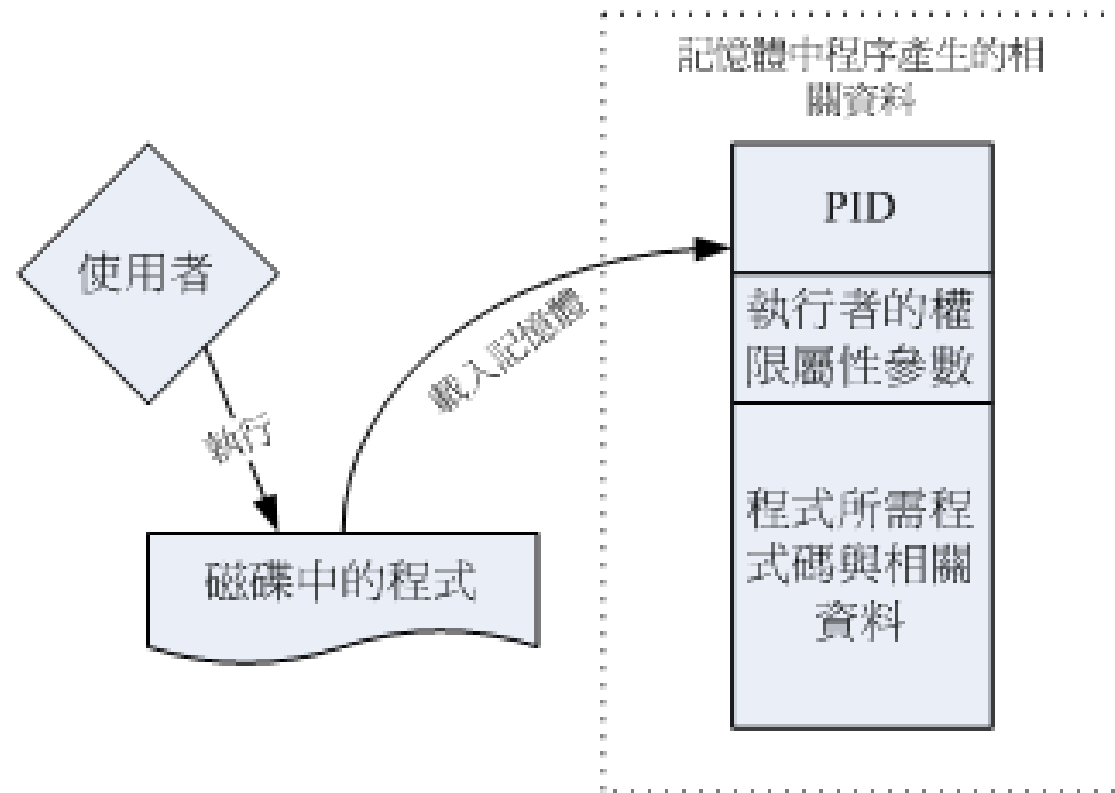 記憶體中程序產生的相
關資料
PID
使用者
執行者的權
限屬性參數
載入記憶體
執行
程式所需程
式碼與相關
資料
磁碟中的程式